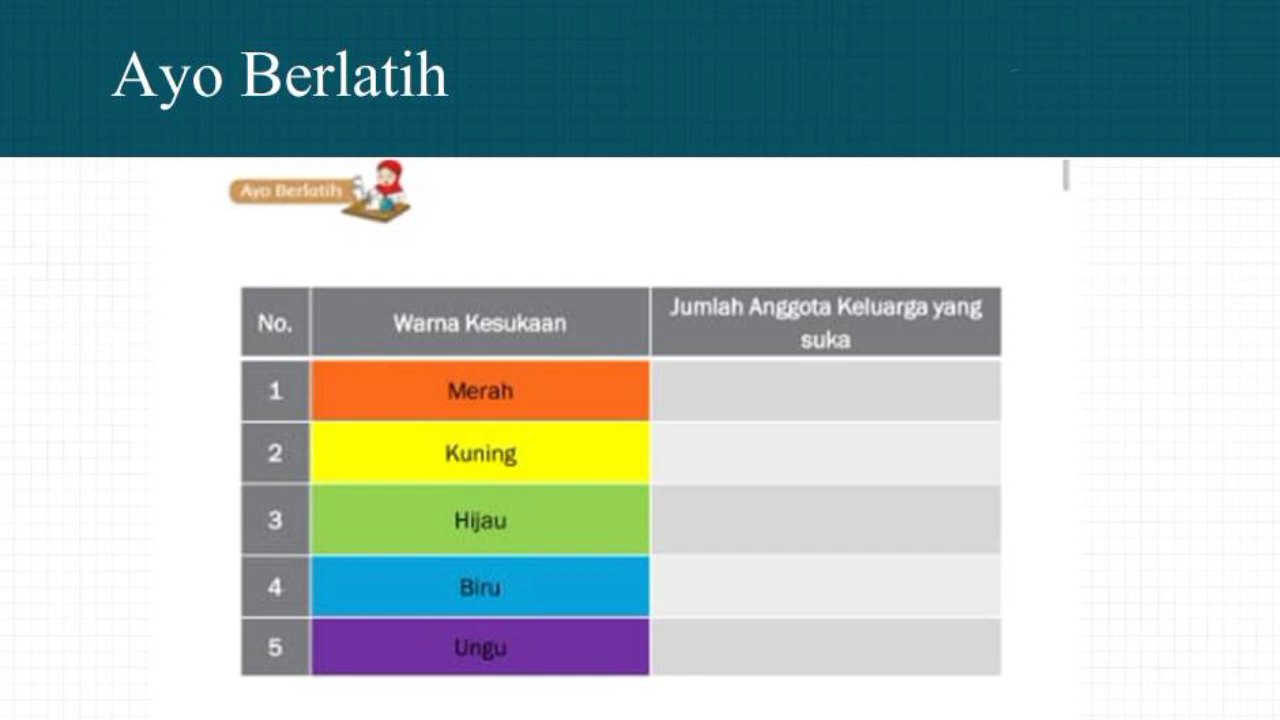 Ayo Berlatih
Ayo Berlatih
No.
Warna Kesukaan
Jumlah Anggota Keluarga yang
suka
1
Merah
2
Kuning
3
Hijau
4
Biru
5
Ungu